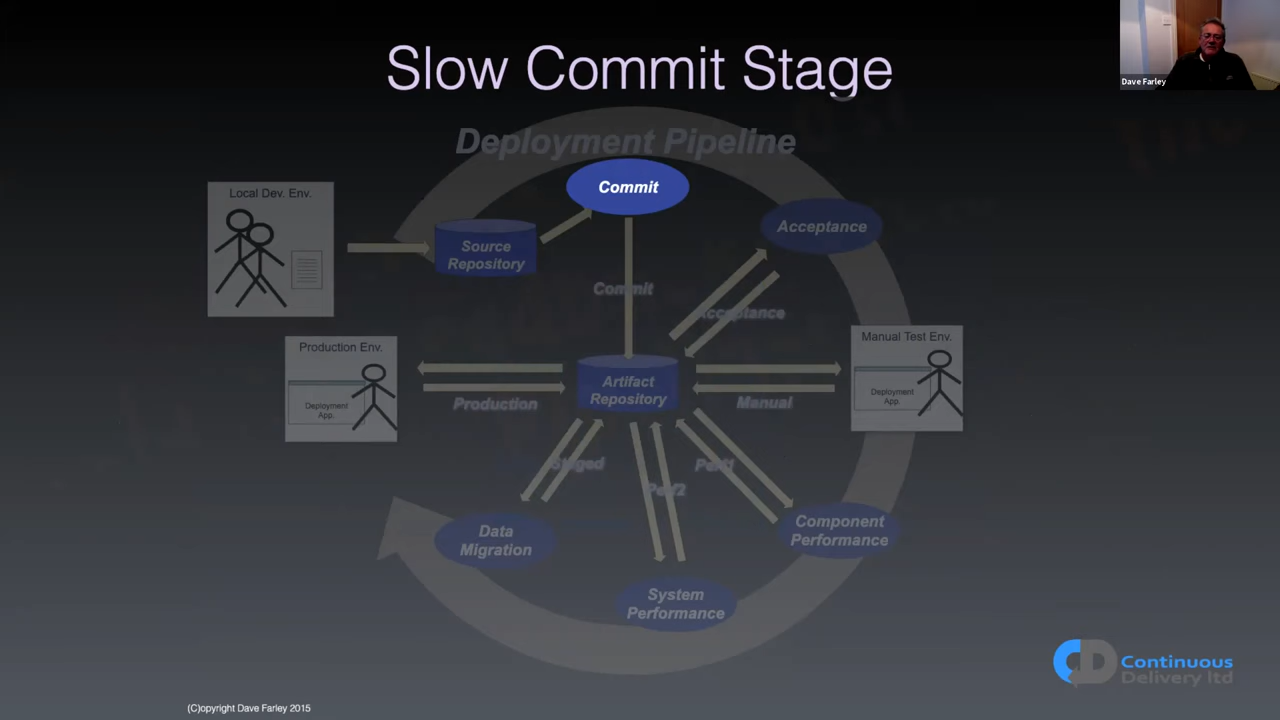 Slow Commit Stage
Dave Farley
Deployment Pipeline
Local Dev. Env.
Commit
Source
Repository
Acceptance
Commit
Acceptance
Production Env.
Deployment
App.
Artifact
Repository
Manual Test Env.
Deployment
App.
Production
Manual
Staged
Perf1
Perf2
Data
Migration
Component
Performance
System
Performance
Continuous
Delivery ltd
(C)opyright Dave Farley 2015